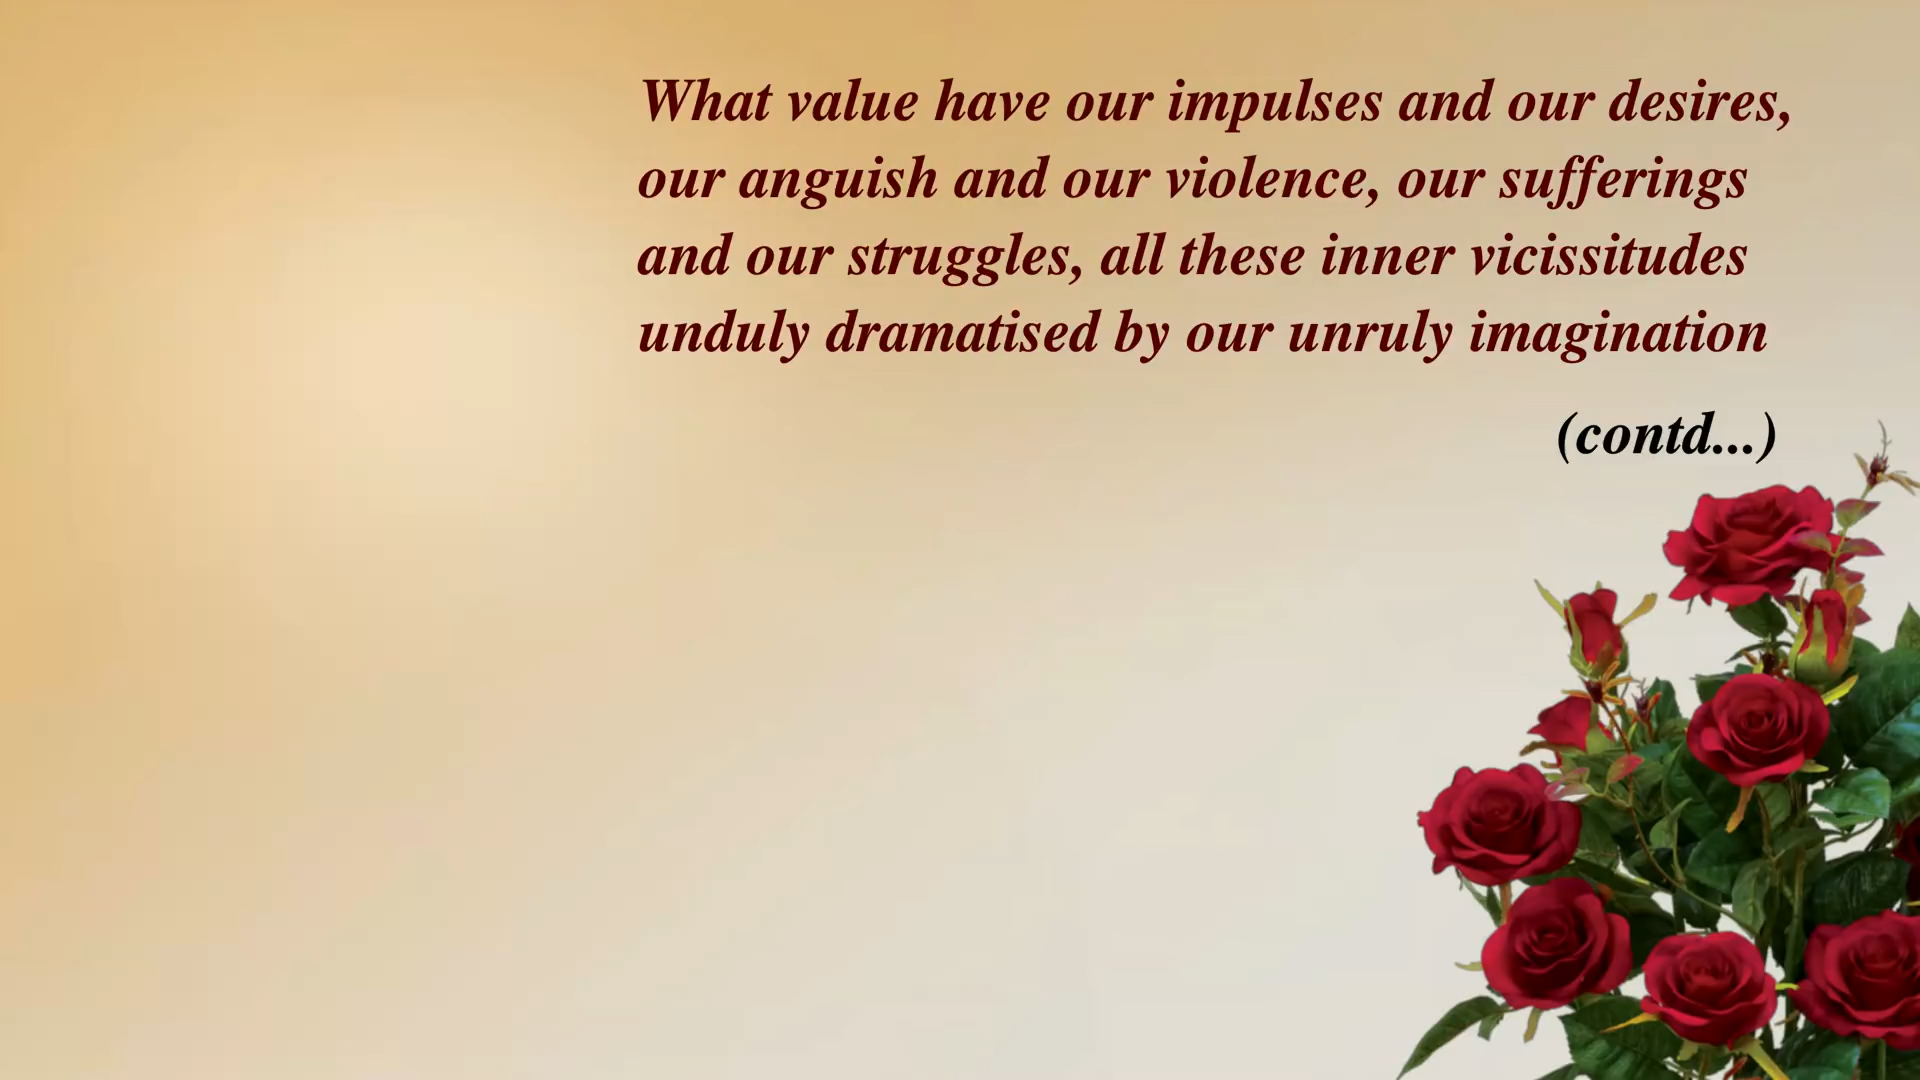 What value have our impulses and our desires,
our anguish and our violence, our sufferings
and our struggles, all these inner vicissitudes
unduly dramatised by our unruly imagination
(contd...)